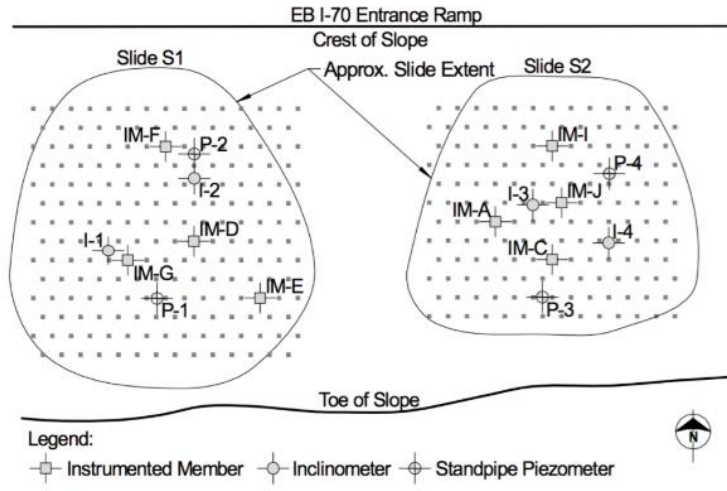 EB I-70 Entrance Ramp
Crest of Slope
Slide S1
Approx. Slide Extent
Slide S2
IM-F
P-2
I-2
IM-D
I-1
IM-G
P-1
IM-E
IM-I
P-4
I-3
IM-J
IM-A
I-4
IM-C
P-3
Toe of Slope
N
Legend:
Instrumented Member
Inclinometer
Standpipe Piezometer